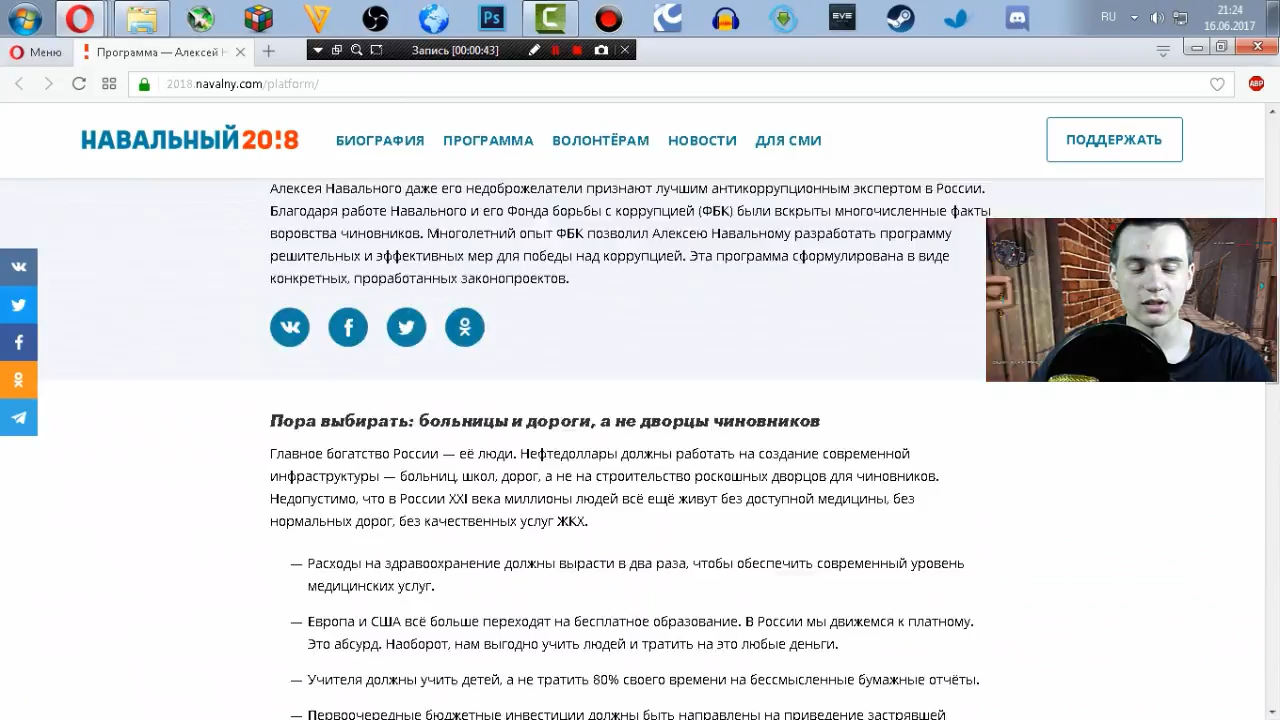 21:24
RU
16.06.2017
Меню
Программа — Алексей Н
Запись [00:00:43]
2018.navalny.com/platform/
ABP
НАВАЛЬНЫЙ 20!8
БИОГРАФИЯ ПРОГРАММА ВОЛОНТЁРАМ НОВОСТИ ДЛЯ СМИ
ПОДДЕРЖАТЬ
Алексея Навального даже его недоброжелатели признают лучшим антикоррупционным экспертом в России.
Благодаря работе Навального и его Фонда борьбы с коррупцией (ФБК) были вскрыты многочисленные факты
воровства чиновников. Многолетний опыт ФБК позволил Алексею Навальному разработать программу
решительных и эффективных мер для победы над коррупцией. Эта программа сформулирована в виде
конкретных, проработанных законопроектов.
Пора выбирать: больницы и дороги, а не дворцы чиновников
Главное богатство России — её люди. Нефтедоллары должны работать на создание современной
инфраструктуры — больниц, школ, дорог, а не на строительство роскошных дворцов для чиновников.
Недопустимо, что в России XXI века миллионы людей всё ещё живут без доступной медицины, без
нормальных дорог, без качественных услуг ЖКХ.
— Расходы на здравоохранение должны вырасти в два раза, чтобы обеспечить современный уровень
медицинских услуг.
— Европа и США всё больше переходят на бесплатное образование. В России мы движемся к платному.
Это абсурд. Наоборот, нам выгодно учить людей и тратить на это любые деньги.
— Учителя должны учить детей, а не тратить 80% своего времени на бессмысленные бумажные отчёты.
— Первоочередные бюджетные инвестиции должны быть направлены на приведение застрявшей